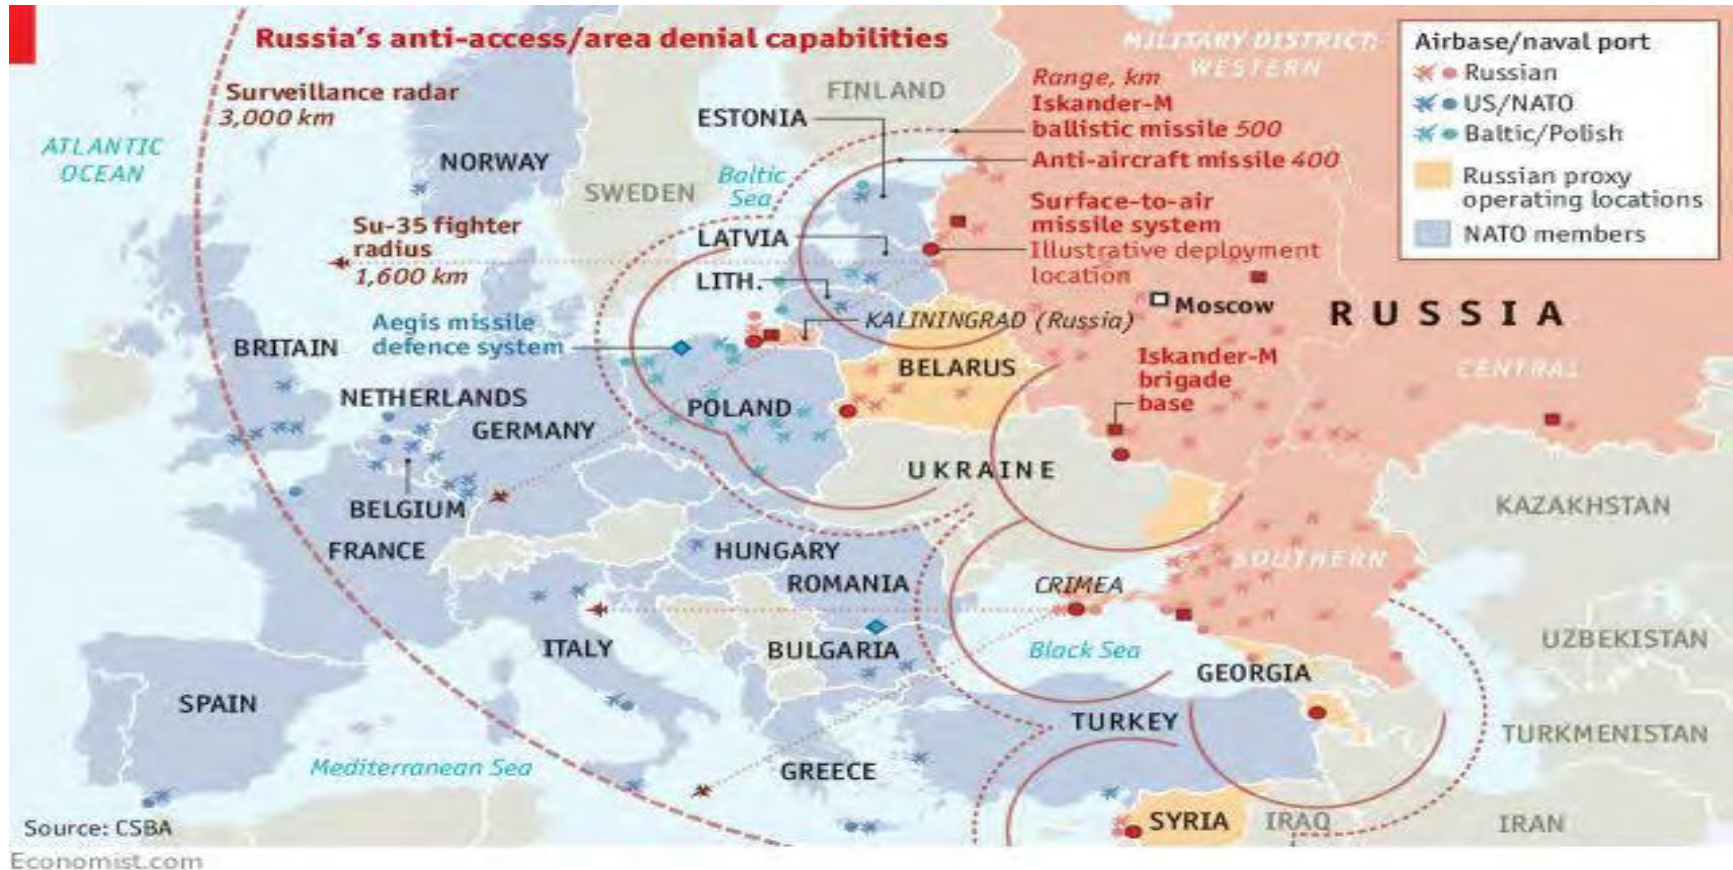 Russia's anti-access/area denial capabilities
Surveillance radar
3,000 km
ATLANTIC
OCEAN
NORWAY
SWEDEN
FINLAND
ESTONIA
Baltic
Sea
LATVIA
LITH.
Su-35 fighter
radius
1,600 km
Aegis missile
defence system
MILITARY DISTRICT:
WESTERN
Range, km
Iskander-M
ballistic missile 500
Anti-aircraft missile 400
Surface-to-air
missile system
Illustrative deployment
location
Airbase/naval port
Russian
US/NATO
Baltic/Polish
Russian proxy
operating locations
NATO members
KALININGRAD (Russia)
Moscow
RUSSIA
BRITAIN
NETHERLANDS
GERMANY
POLAND
BELARUS
Iskander-M
brigade
base
CENTRAL
BELGIUM
FRANCE
UKRAINE
KAZAKHSTAN
HUNGARY
ROMANIA
CRIMEA
SOUTHERN
ITALY
BULGARIA
Black Sea
GEORGIA
UZBEKISTAN
SPAIN
TURKEY
TURKMENISTAN
Mediterranean Sea
GREECE
SYRIA
IRAQ
IRAN
Source: CSBA
Economist.com